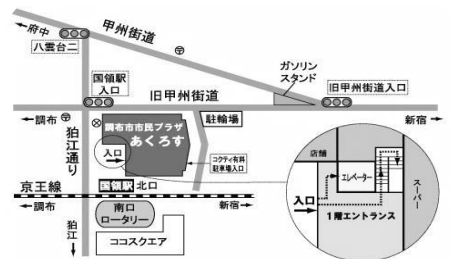 甲州街道
←府中
八雲台二
国領駅
入口
ガソリン
スタンド
旧甲州街道入口
旧甲州街道
←調布
新宿→
駐輪場
調布市市民プラザ
あくろす
入口
狛江通り
コクティ有料
駐車場入口
京王線
国領駅 北口
←調布
新宿→
南口
ロータリー
ココスクエア
狛江
店舗
エレベーター
スーパー
入口
1階エントランス